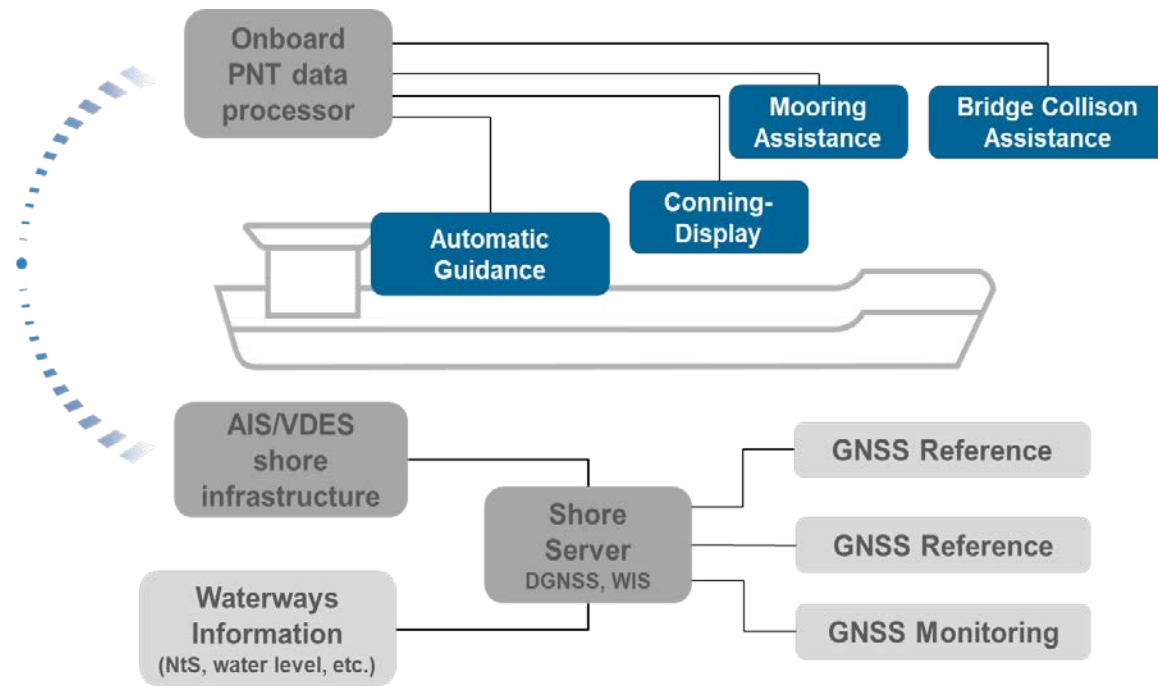 Onboard
PNT data
processor
Mooring
Assistance
Bridge Collison
Assistance
Conning-
Display
Automatic
Guidance
AIS/VDES
shore
infrastructure
GNSS Reference
Shore
Server
DGNSS, WIS
GNSS Reference
Waterways
Information
(NtS, water level, etc.)
GNSS Monitoring